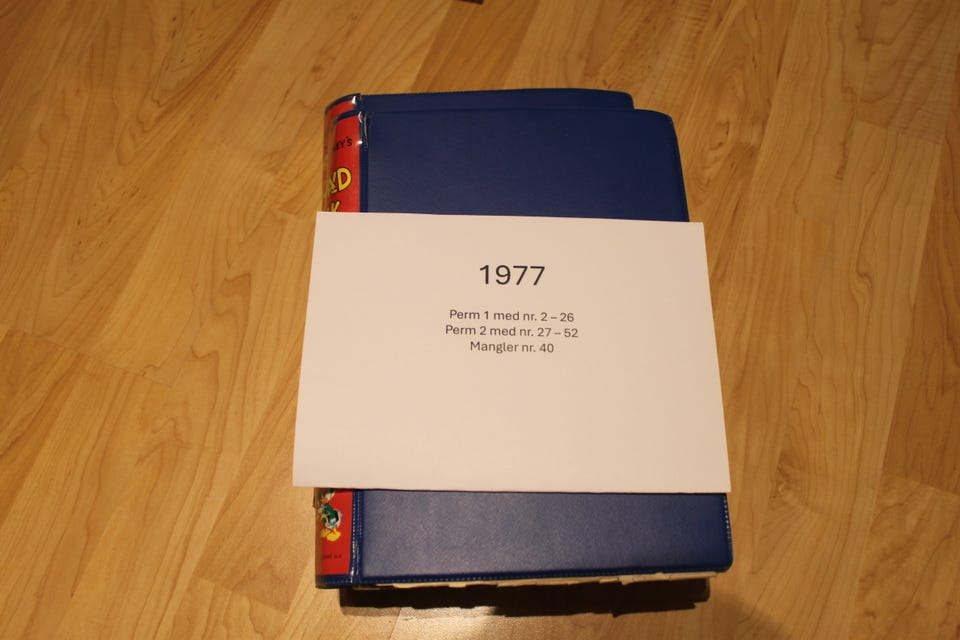 1977
Perm 1 med nr. 2 – 26
Perm 2 med nr. 27 – 52
Mangler nr. 40